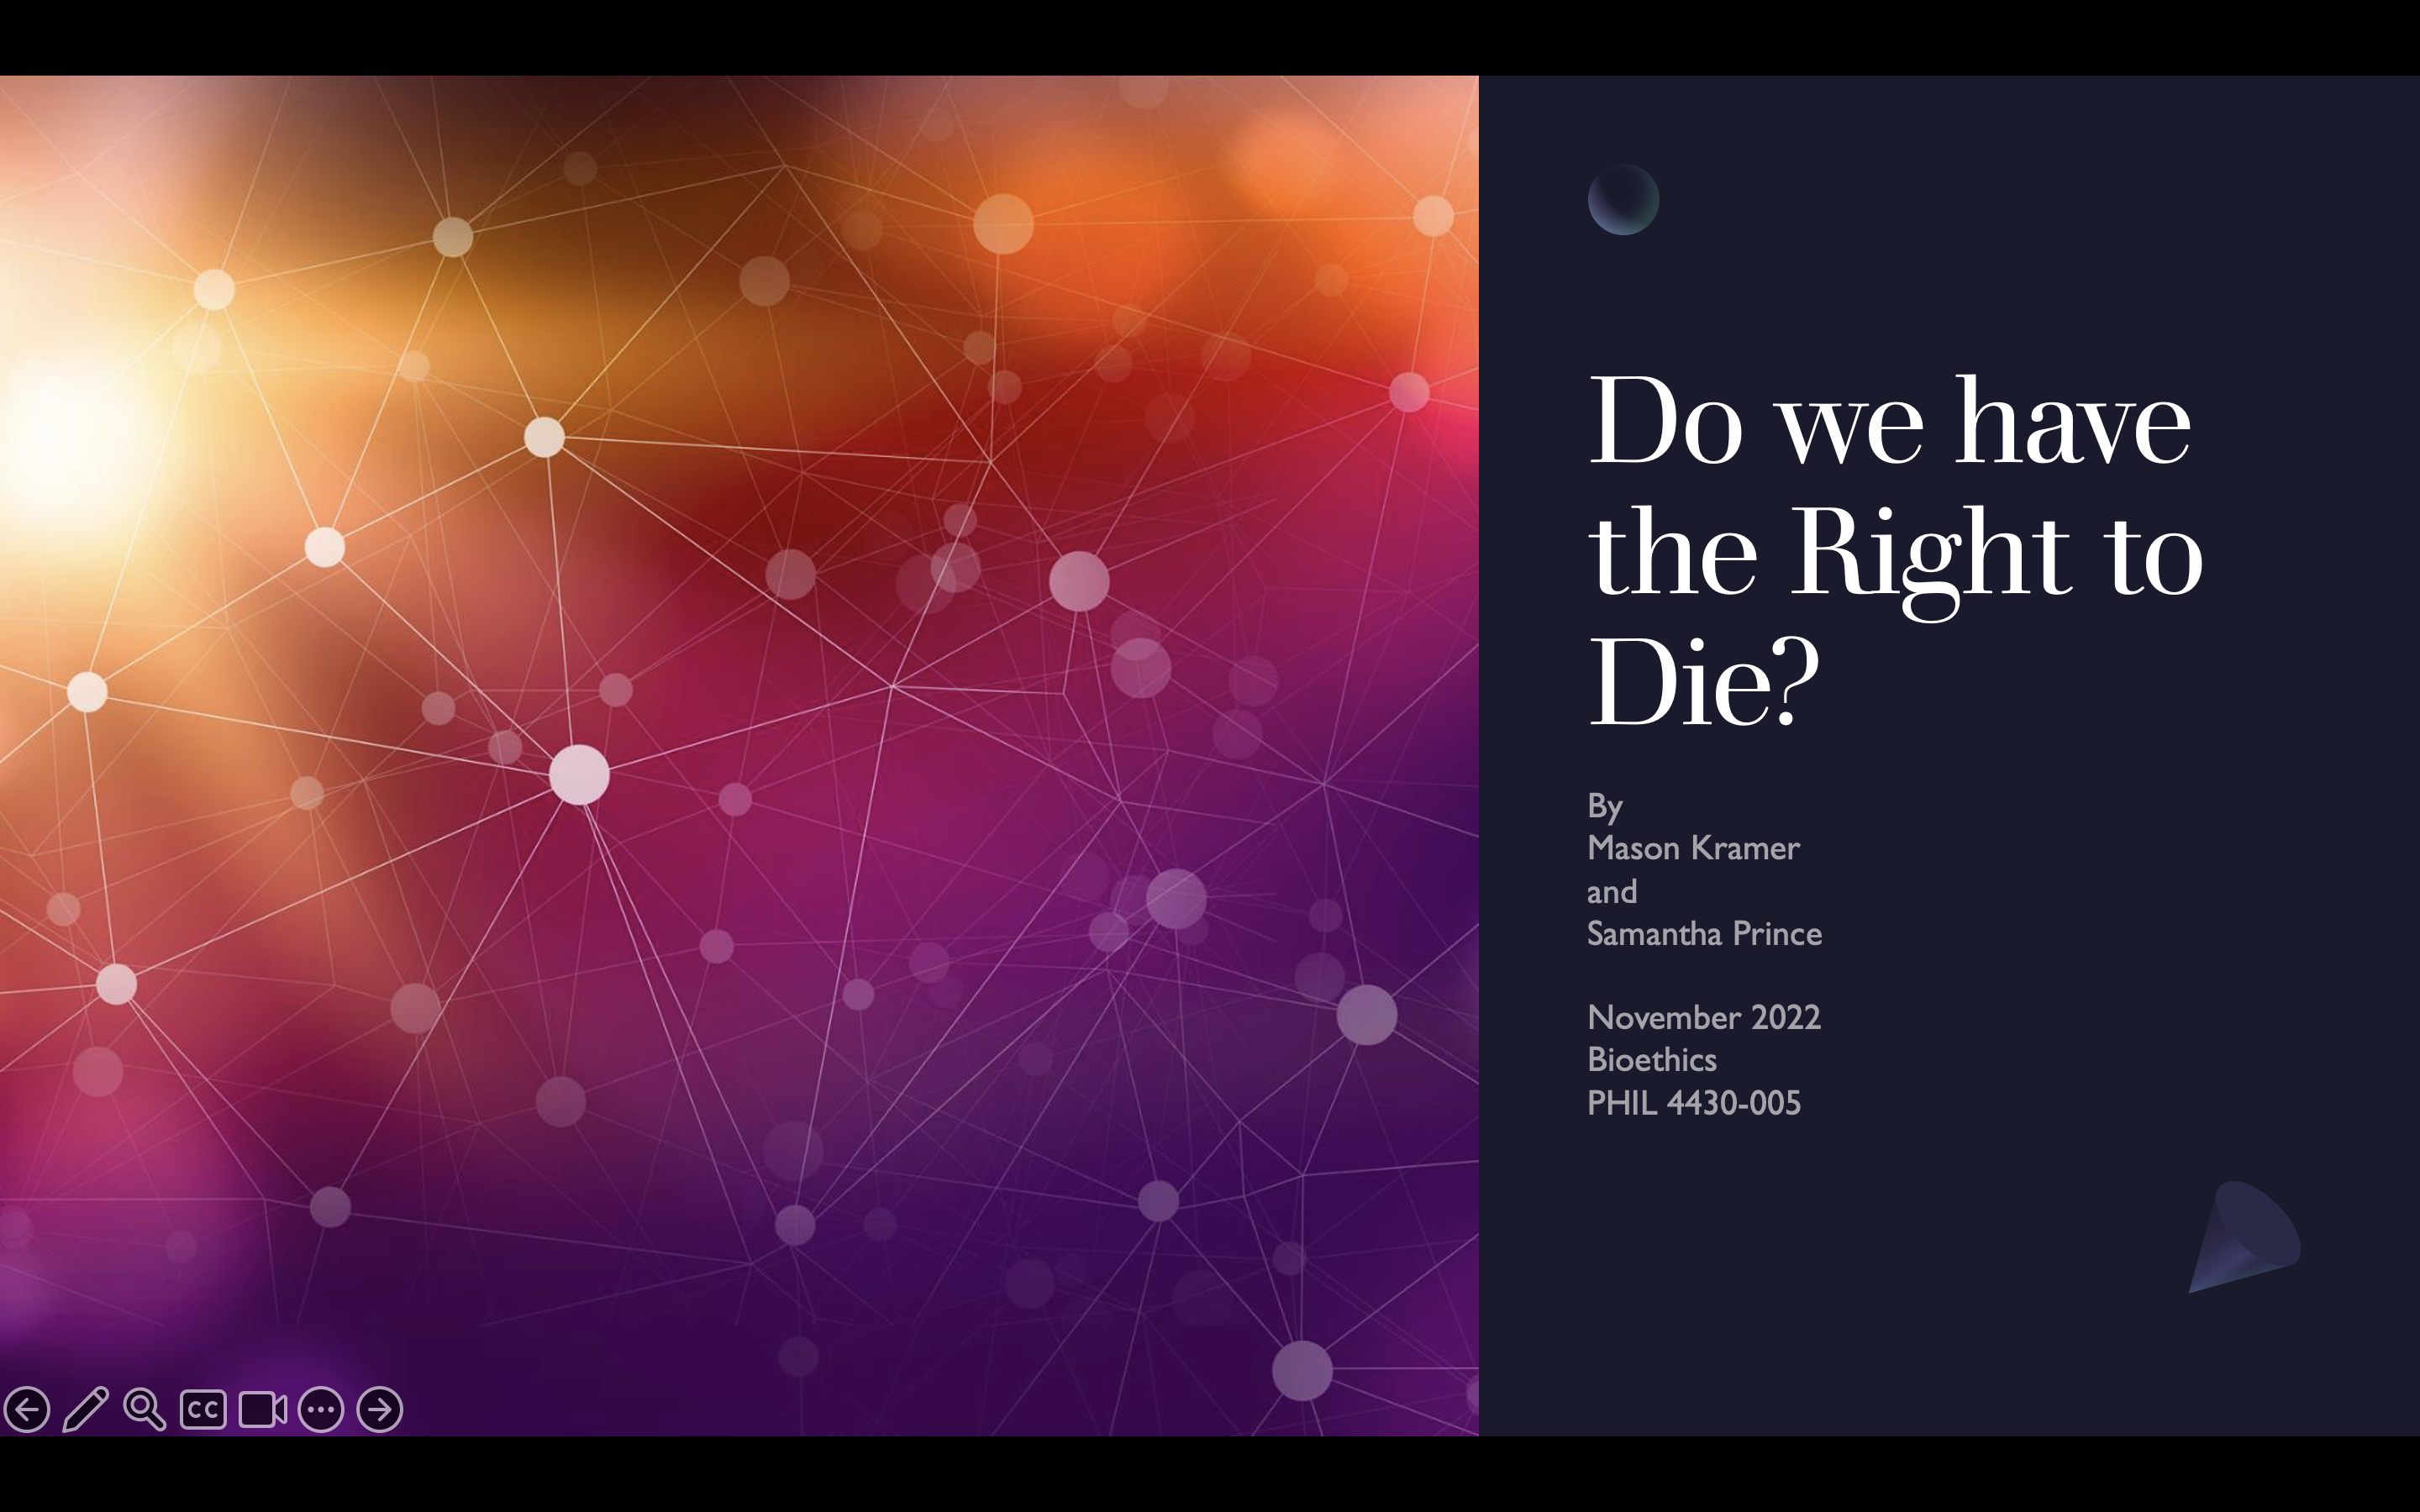 Do we have
the Right to
Die?
By
Mason Kramer
and
Samantha Prince
November 2022
Bioethics
PHIL 4430-005
CC